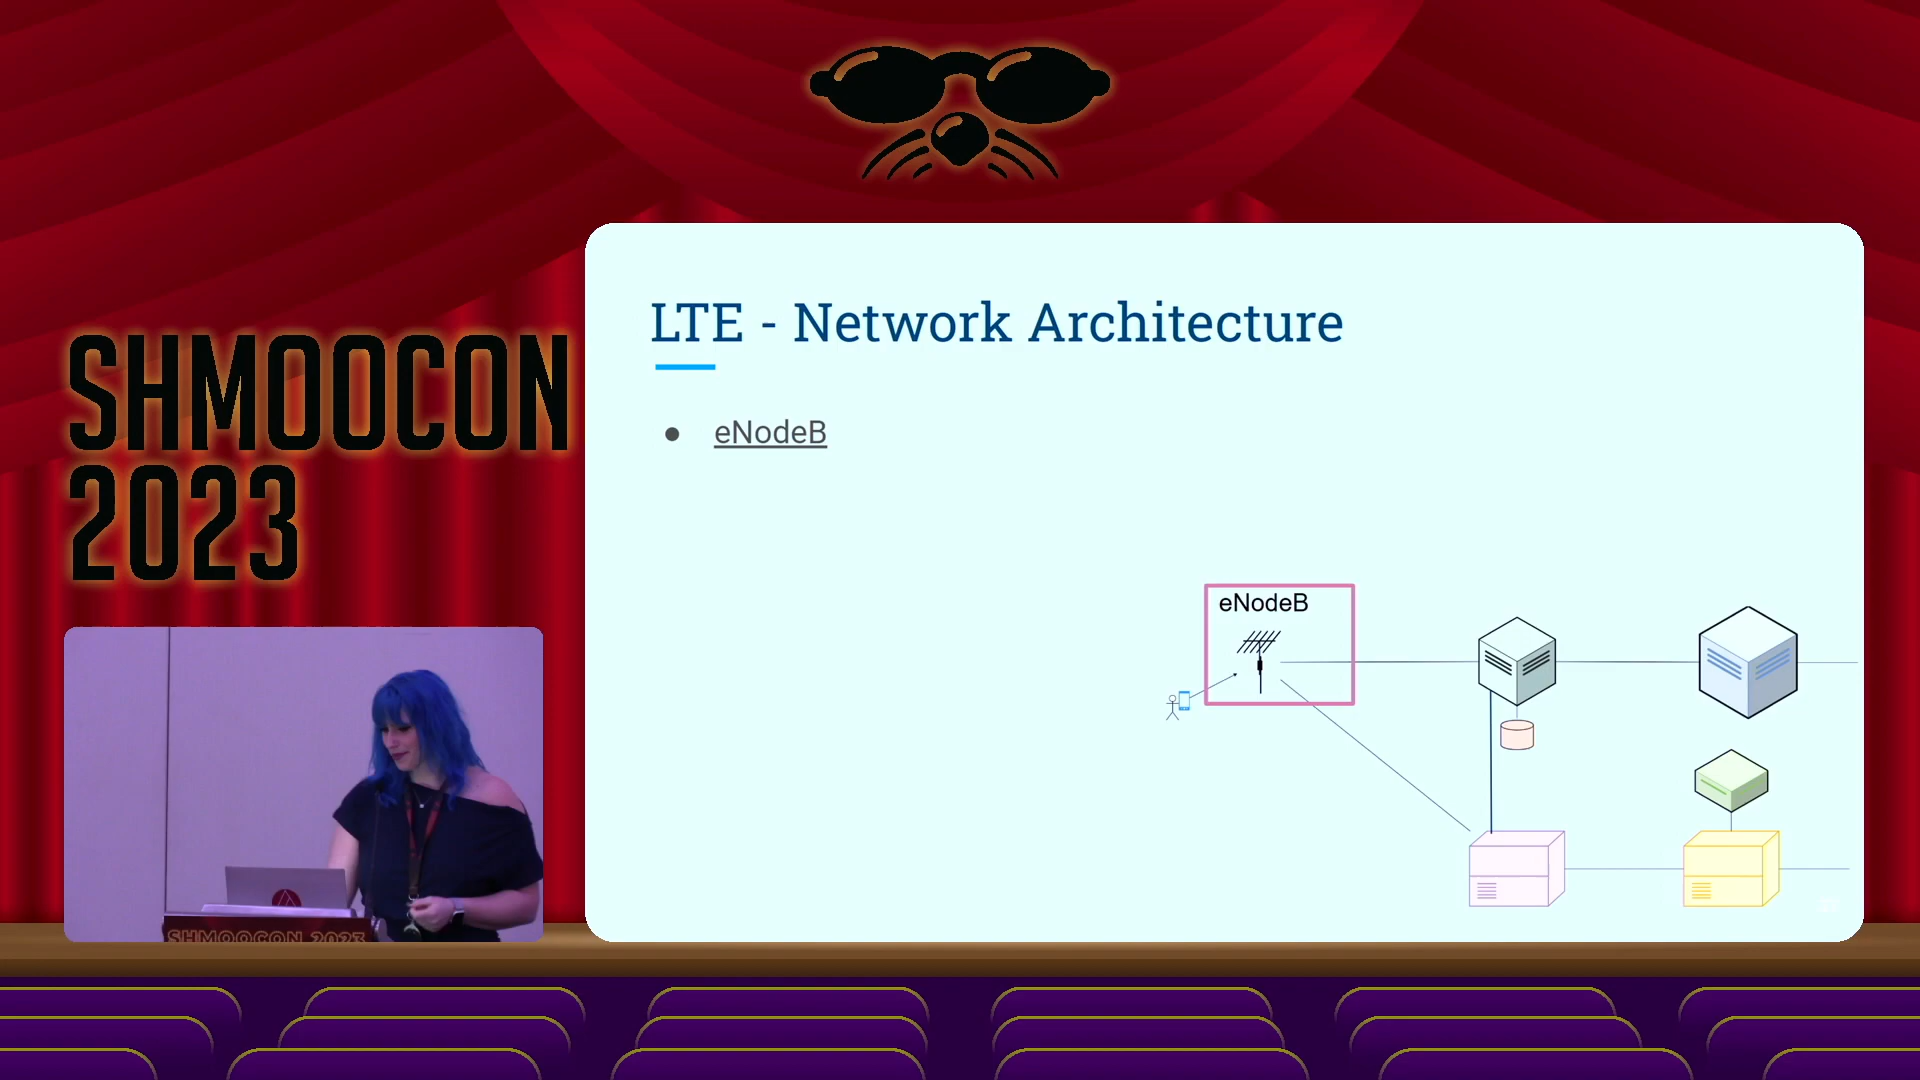 SHMOOCON
2023
LTE - Network Architecture
eNodeB
eNodeB
SHMOOCON 2023